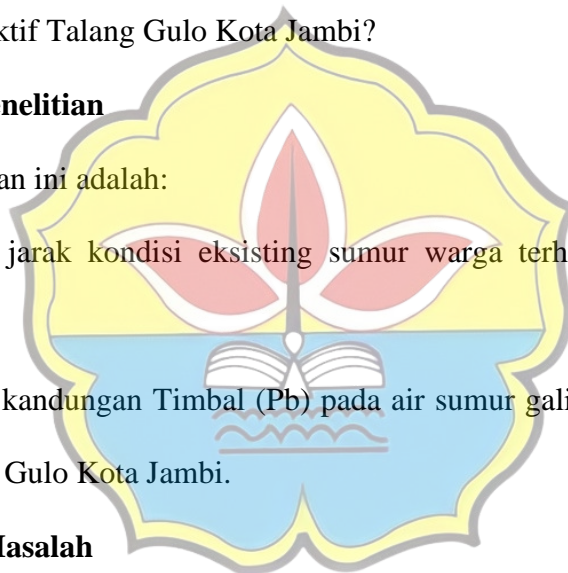 ktif Talang Gulo Kota Jambi?
enelitian
an ini adalah:
jarak kondisi eksisting sumur warga terh
kandungan Timbal (Pb) pada air sumur gali
Gulo Kota Jambi.
Masalah